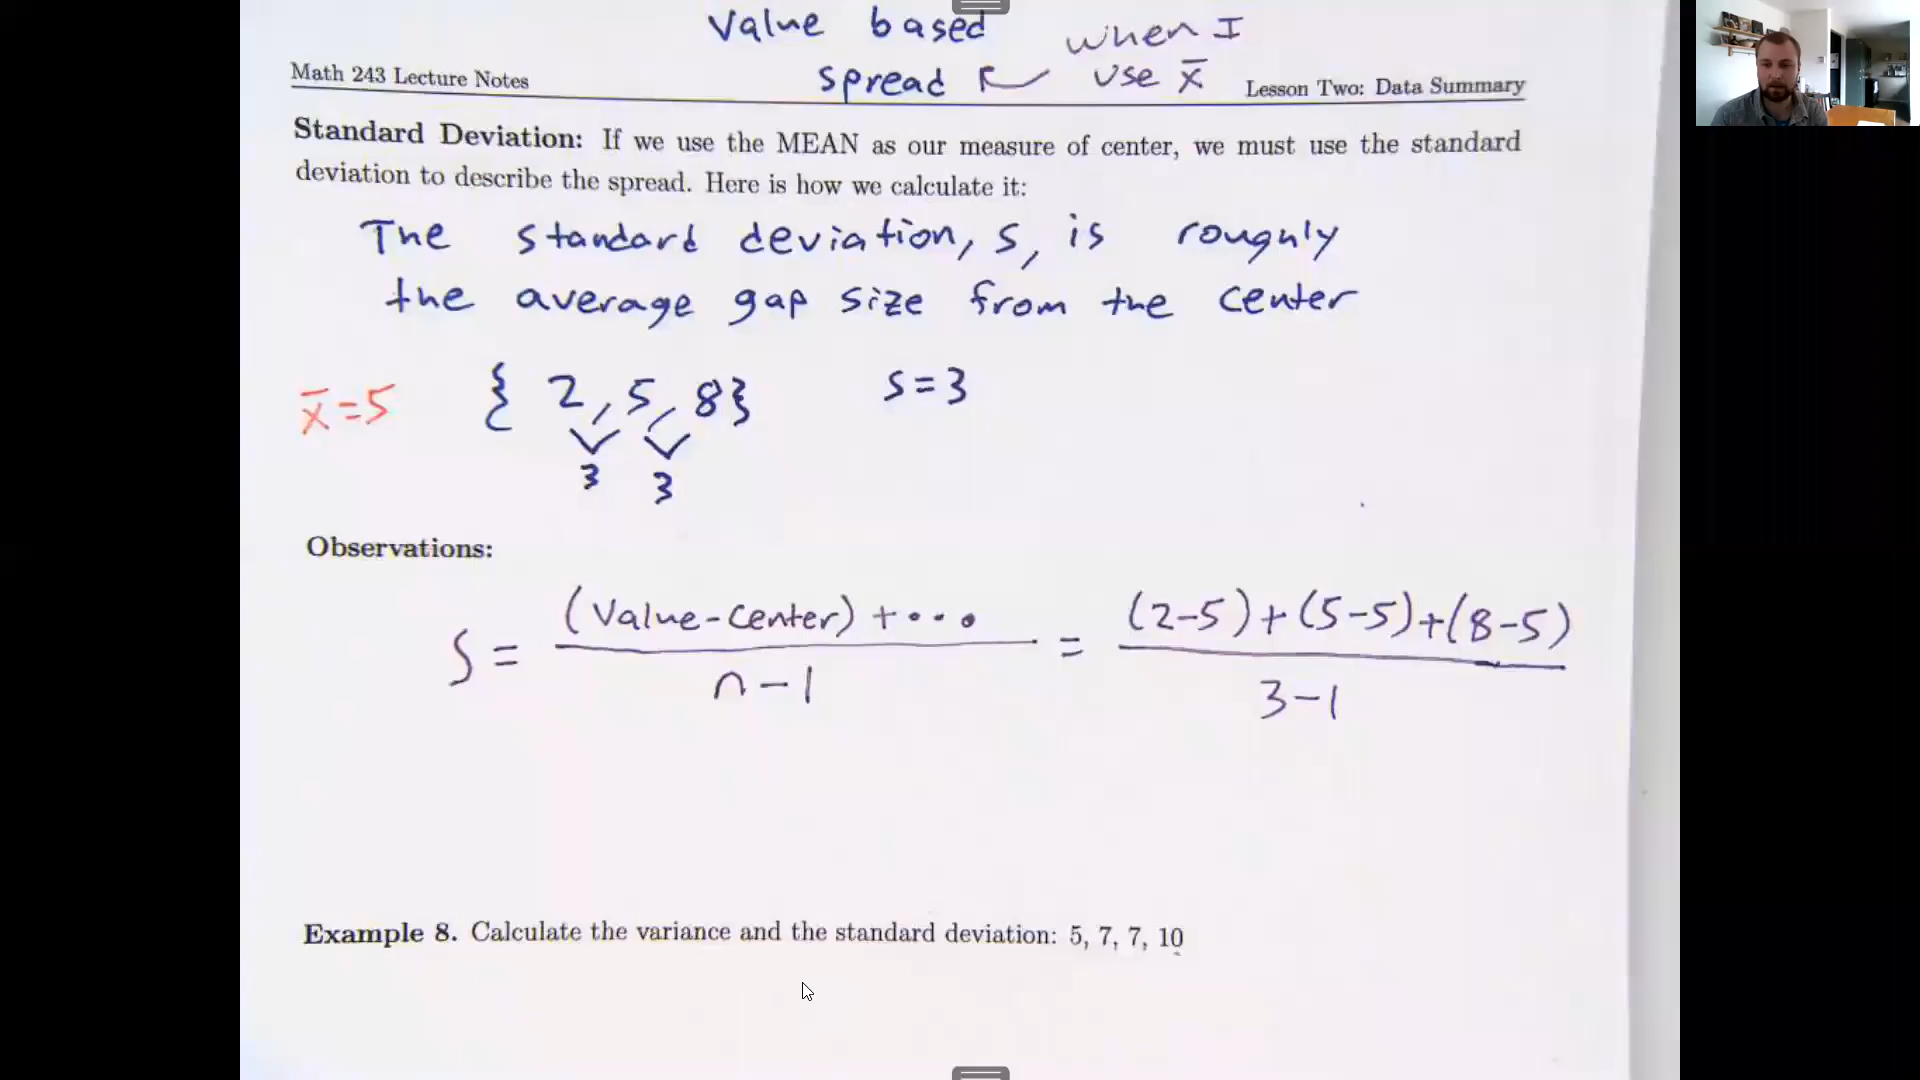 Value based when I
spread use x̄
Math 243 Lecture Notes Lesson Two: Data Summary
Standard Deviation: If we use the MEAN as our measure of center, we must use the standard
deviation to describe the spread. Here is how we calculate it:
The standard deviation, s, is roughly
the average gap size from the center
x̄=5 { 2, 5, 8} s=3
3 3
Observations:
S = (Value-center) + ... / n-1 = (2-5)+(5-5)+(8-5) / 3-1
Example 8. Calculate the variance and the standard deviation: 5, 7, 7, 10